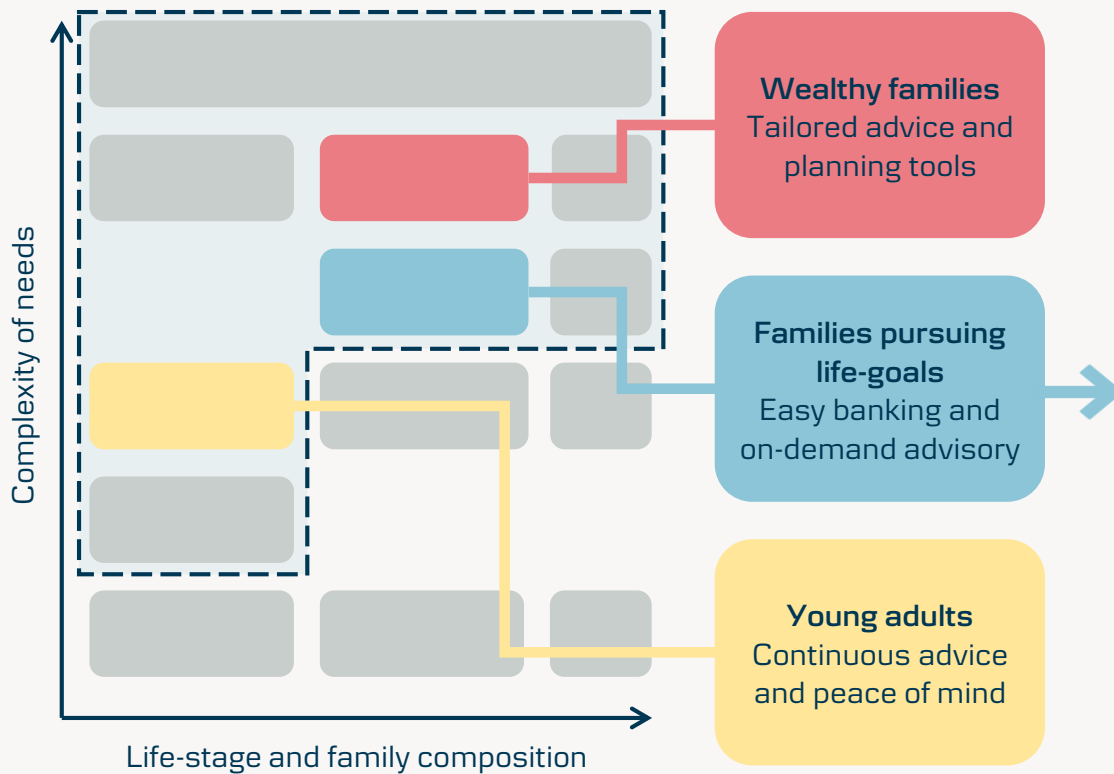 Complexity of needs
Life-stage and family composition
Wealthy families
Tailored advice and
planning tools
Families pursuing
life-goals
Easy banking and
on-demand advisory
Young adults
Continuous advice
and peace of mind